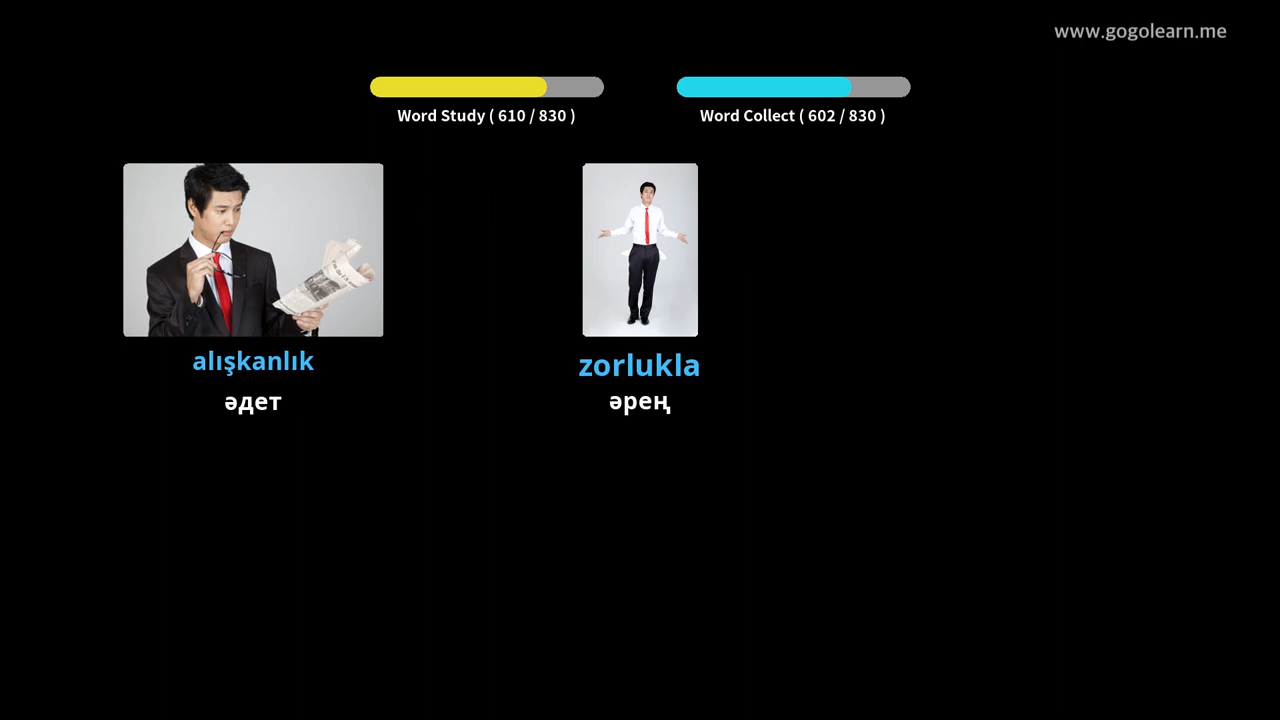 www.gogolearn.me
Word Study ( 610 / 830 )
Word Collect ( 602 / 830 )
alışkanlık
әдет
zorlukla
әрең